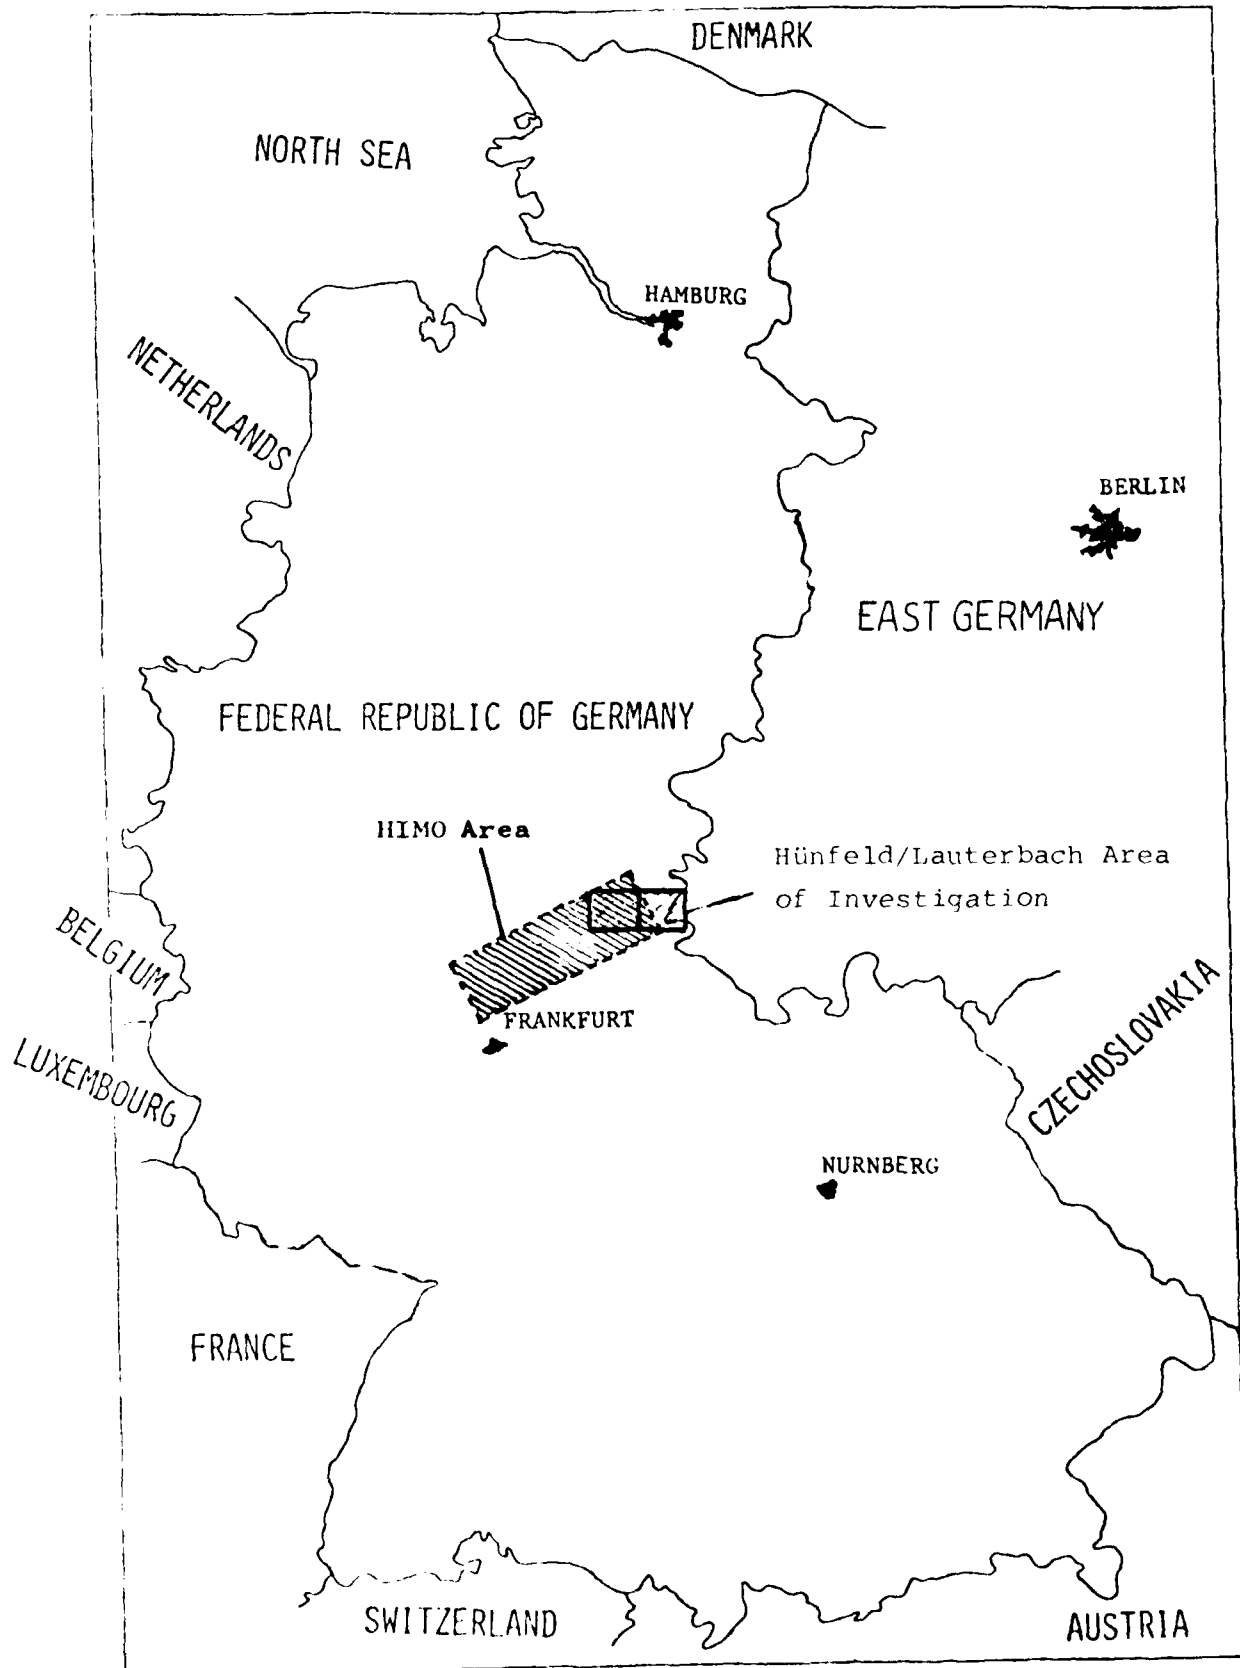 DENMARK
NORTH SEA
HAMBURG
NETHERLANDS
BERLIN
EAST GERMANY
FEDERAL REPUBLIC OF GERMANY
HIMO Area
Hünfeld/Lauterbach Area
of Investigation
BELGIUM
FRANKFURT
LUXEMBOURG
CZECHOSLOVAKIA
NURNBERG
FRANCE
SWITZERLAND
AUSTRIA